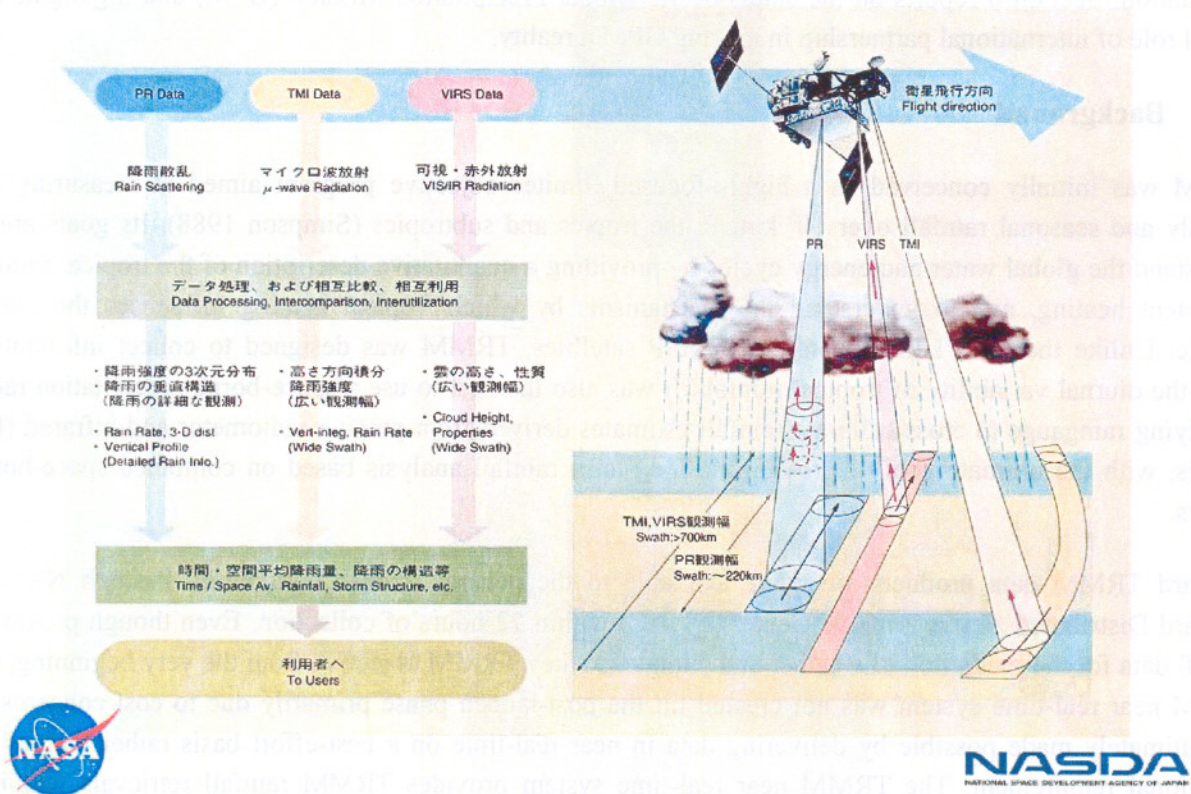 PR Data
TMI Data
VIRS Data
衛星飛行方向
Flight direction
降雨散乱
Rain Scattering
マイクロ波放射
μ-wave Radiation
可視・赤外放射
VIS/IR Radiation
PR
VIRS
TMI
データ処理、および相互比較、相互利用
Data Processing, Intercomparison, Interutilization
・降雨強度の3次元分布
・降雨の垂直構造
(降雨の詳細な観測)
・Rain Rate, 3-D dist
・Vertical Profile
(Detailed Rain Info.)
・高さ方向積分
降雨強度
(広い観測幅)
・Vert-integ. Rain Rate
(Wide Swath)
・雲の高さ、性質
(広い観測幅)
・Cloud Height,
Properties
(Wide Swath)
TMI,VIRS観測幅
Swath:>700km
PR観測幅
Swath:〜220km
時間・空間平均降雨量、降雨の構造等
Time / Space Av. Rainfall, Storm Structure, etc.
利用者へ
To Users
NASA
NASDA
NATIONAL SPACE DEVELOPMENT AGENCY OF JAPAN